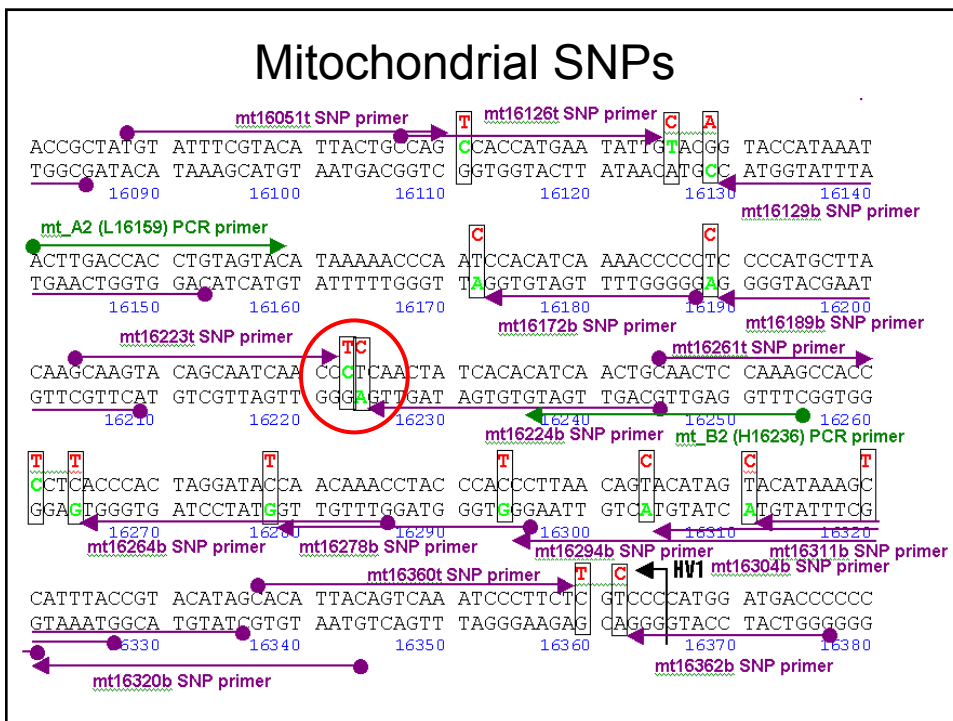 Mitochondrial SNPs
mt16051t SNP primer T mt16126t SNP primer C A
ACCGCTATGT ATTTCGTACA TTACTGCCAG CCACCATGAA TATTGTACGG TACCATAAAT
TGGCGATACA TAAAGCATGT AATGACGGTC GGTGGTACTT ATAACATGCC ATGGTATTTA
16090 16100 16110 16120 16130 16140
mt16129b SNP primer
mt_A2 (L16159) PCR primer
C C
ACTTGACCAC CTGTAGTACA TAAAAACCCA ATCCACATCA AAACCCCCTC CCCATGCTTA
TGAACTGGTG GACATCATGT ATTTTTGGGT TAGGTGTAGT TTTGGGGGAG GGGTACGAAT
16150 16160 16170 16180 16190 16200
mt16172b SNP primer mt16189b SNP primer
mt16223t SNP primer TC mt16261t SNP primer
CAAGCAAGTA CAGCAATCAA CCCTCAACTA TCACACATCA ACTGCAACTC CAAAGCCACC
GTTCGTTCAT GTCGTTAGTT GGGAGTTGAT AGTGTGTAGT TGACGTTGAG GTTTCGGTGG
16210 16220 16230 16240 16250 16260
mt16224b SNP primer mt_B2 (H16236) PCR primer
T T T T C C T
CCTCACCCAC TAGGATACCA ACAAACCTAC CCACCCTTAA CAGTACATAG TACATAAAGC
GGAGTGGGTG ATCCTATGGT TGTTTGGATG GGTGGGAATT GTCATGTATC ATGTATTTCG
16270 16280 16290 16300 16310 16320
mt16264b SNP primer mt16278b SNP primer mt16294b SNP primer mt16311b SNP primer
mt16360t SNP primer T C HV1 mt16304b SNP primer
CATTTACCGT ACATAGCACA TTACAGTCAA ATCCCTTCTC GTCCCCATGG ATGACCCCCC
GTAAATGGCA TGTATCGTGT AATGTCAGTT TAGGGAAGAG CAGGGGTACC TACTGGGGGG
16330 16340 16350 16360 16370 16380
mt16320b SNP primer mt16362b SNP primer